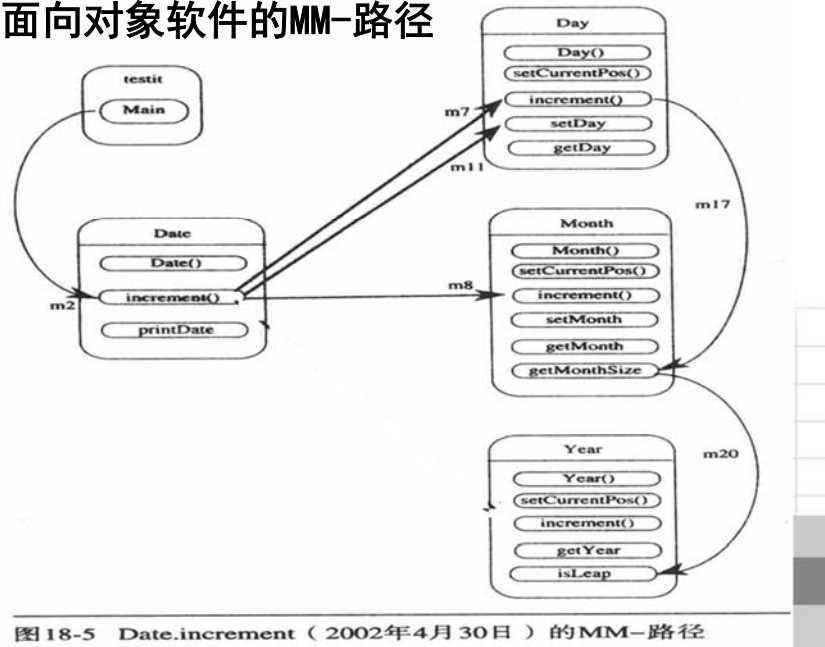 面向对象软件的MM-路径
testit
Main
m2
Date
Date()
increment()
printDate
m7
m11
m8
Day
Day()
setCurrentPos()
increment()
setDay
getDay
m17
Month
Month()
setCurrentPos()
increment()
setMonth
getMonth
getMonthSize
m20
Year
Year()
setCurrentPos()
increment()
getYear
isLeap
图18-5 Date.increment（2002年4月30日）的MM-路径